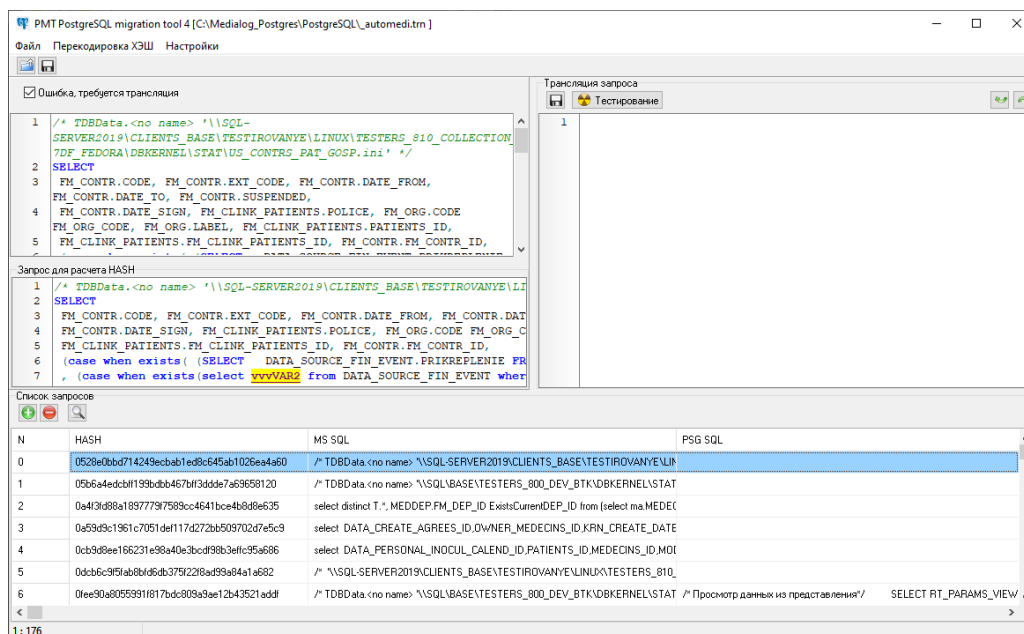 PMT PostgreSQL migration tool 4 [C:\Medialog_Postgres\PostgreSQL\_automedi.trn ]
Файл Перекодировка ХЭШ Настройки
Ошибка, требуется трансляция
1 /* TDBData.<no name> '\\SQL-
SERVER2019\CLIENTS_BASE\TESTIROVANYE\LINUX\TESTERS_810_COLLECTION_
7DF_FEDORA\DBKERNEL\STAT\US_CONTRS_PAT_GOSP.ini' */
2 SELECT
3 FM_CONTR.CODE, FM_CONTR.EXT_CODE, FM_CONTR.DATE_FROM,
FM_CONTR.DATE_TO, FM_CONTR.SUSPENDED,
4 FM_CONTR.DATE_SIGN, FM_CLINK_PATIENTS.POLICE, FM_ORG.CODE
FM_ORG_CODE, FM_ORG.LABEL, FM_CLINK_PATIENTS.PATIENTS_ID,
5 FM_CLINK_PATIENTS.FM_CLINK_PATIENTS_ID, FM_CONTR.FM_CONTR_ID,
Трансляция запроса
Тестирование
1
Запрос для расчета HASH
1 /* TDBData.<no name> '\\SQL-SERVER2019\CLIENTS_BASE\TESTIROVANYE\LI
2 SELECT
3 FM_CONTR.CODE, FM_CONTR.EXT_CODE, FM_CONTR.DATE_FROM, FM_CONTR.DAT
4 FM_CONTR.DATE_SIGN, FM_CLINK_PATIENTS.POLICE, FM_ORG.CODE FM_ORG_C
5 FM_CLINK_PATIENTS.FM_CLINK_PATIENTS_ID, FM_CONTR.FM_CONTR_ID,
6 (case when exists( (SELECT DATA_SOURCE_FIN_EVENT.PRIKREPLENIE FR
7 , (case when exists(select vvvVAR2 from DATA_SOURCE_FIN_EVENT wher
Список запросов
N HASH MS SQL PSG SQL
0 0528e0bbd714249ecbab1ed8c645ab1026ea4a60 /* TDBData.<no name> '\\SQL-SERVER2019\CLIENTS_BASE\TESTIROVANYE\LIN
1 05b6a4edcbff199bdbb467bff3ddde7a69658120 /* TDBData.<no name> '\\SQL\BASE\TESTERS_800_DEV_BTK\DBKERNEL\STAT
2 0a4f3fd88a1897779f7589cc4641bce4b8d8e635 select distinct T.*, MEDDEP.FM_DEP_ID ExistsCurrentDEP_ID from (select ma.MEDEC
3 0a59d9c1961c7051def117d272bb509702d7e5c9 select DATA_CREATE_AGREES_ID,OWNER_MEDECINS_ID,KRN_CREATE_DATE
4 0cb9d8ee166231e98a40e3bcdf98b3effc95a686 select DATA_PERSONAL_INOCUL_CALEND_ID,PATIENTS_ID,MEDECINS_ID,MOD
5 0dcb6c9f5fab8bfd6db375f22f8ad99a84a1a682 /* '\\SQL-SERVER2019\CLIENTS_BASE\TESTIROVANYE\LINUX\TESTERS_810_
6 0fee90a8055991f817bdc809a9ae12b43521addf /* TDBData.<no name> '\\SQL\BASE\TESTERS_800_DEV_BTK\DBKERNEL\STAT /* Просмотр данных из представления*/ SELECT RT_PARAMS_VIEW
1 : 176